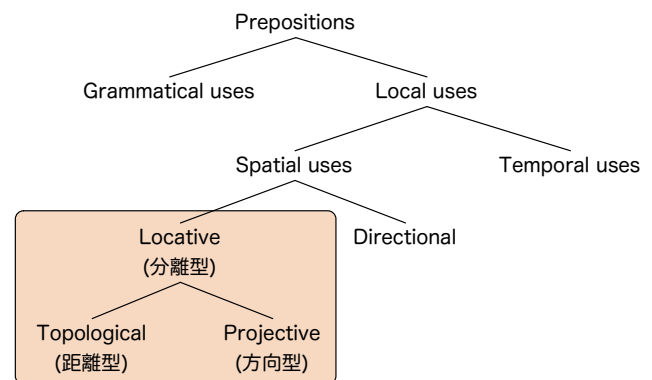 Prepositions
Grammatical uses
Local uses
Spatial uses
Temporal uses
Locative
(分離型)
Directional
Topological
(距離型)
Projective
(方向型)